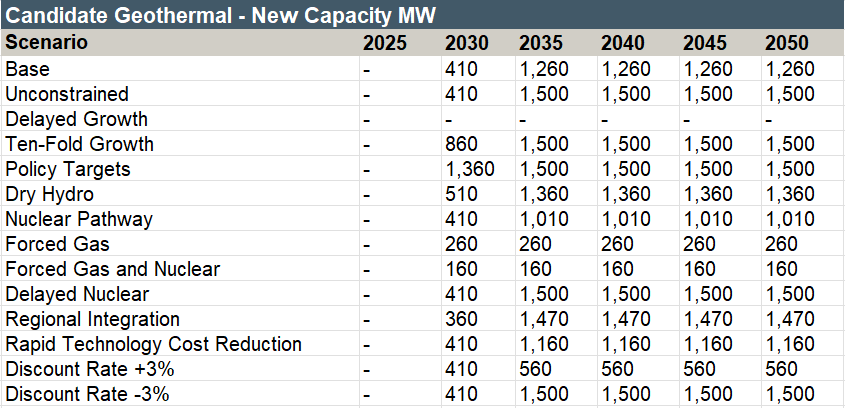 Candidate Geothermal - New Capacity MW
Scenario 2025 2030 2035 2040 2045 2050
Base - 410 1,260 1,260 1,260 1,260
Unconstrained - 410 1,500 1,500 1,500 1,500
Delayed Growth - - - - - -
Ten-Fold Growth - 860 1,500 1,500 1,500 1,500
Policy Targets - 1,360 1,500 1,500 1,500 1,500
Dry Hydro - 510 1,360 1,360 1,360 1,360
Nuclear Pathway - 410 1,010 1,010 1,010 1,010
Forced Gas - 260 260 260 260 260
Forced Gas and Nuclear - 160 160 160 160 160
Delayed Nuclear - 410 1,500 1,500 1,500 1,500
Regional Integration - 360 1,470 1,470 1,470 1,470
Rapid Technology Cost Reduction - 410 1,160 1,160 1,160 1,160
Discount Rate +3% - 410 560 560 560 560
Discount Rate -3% - 410 1,500 1,500 1,500 1,500